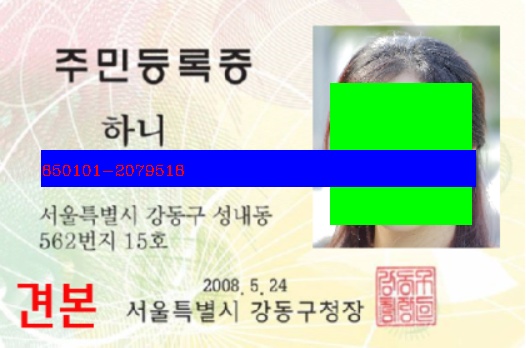 주민등록증
하니
850101-2079518
서울특별시 강동구 성내동
562번지 15호
2008. 5. 24
견본
서울특별시 강동구청장